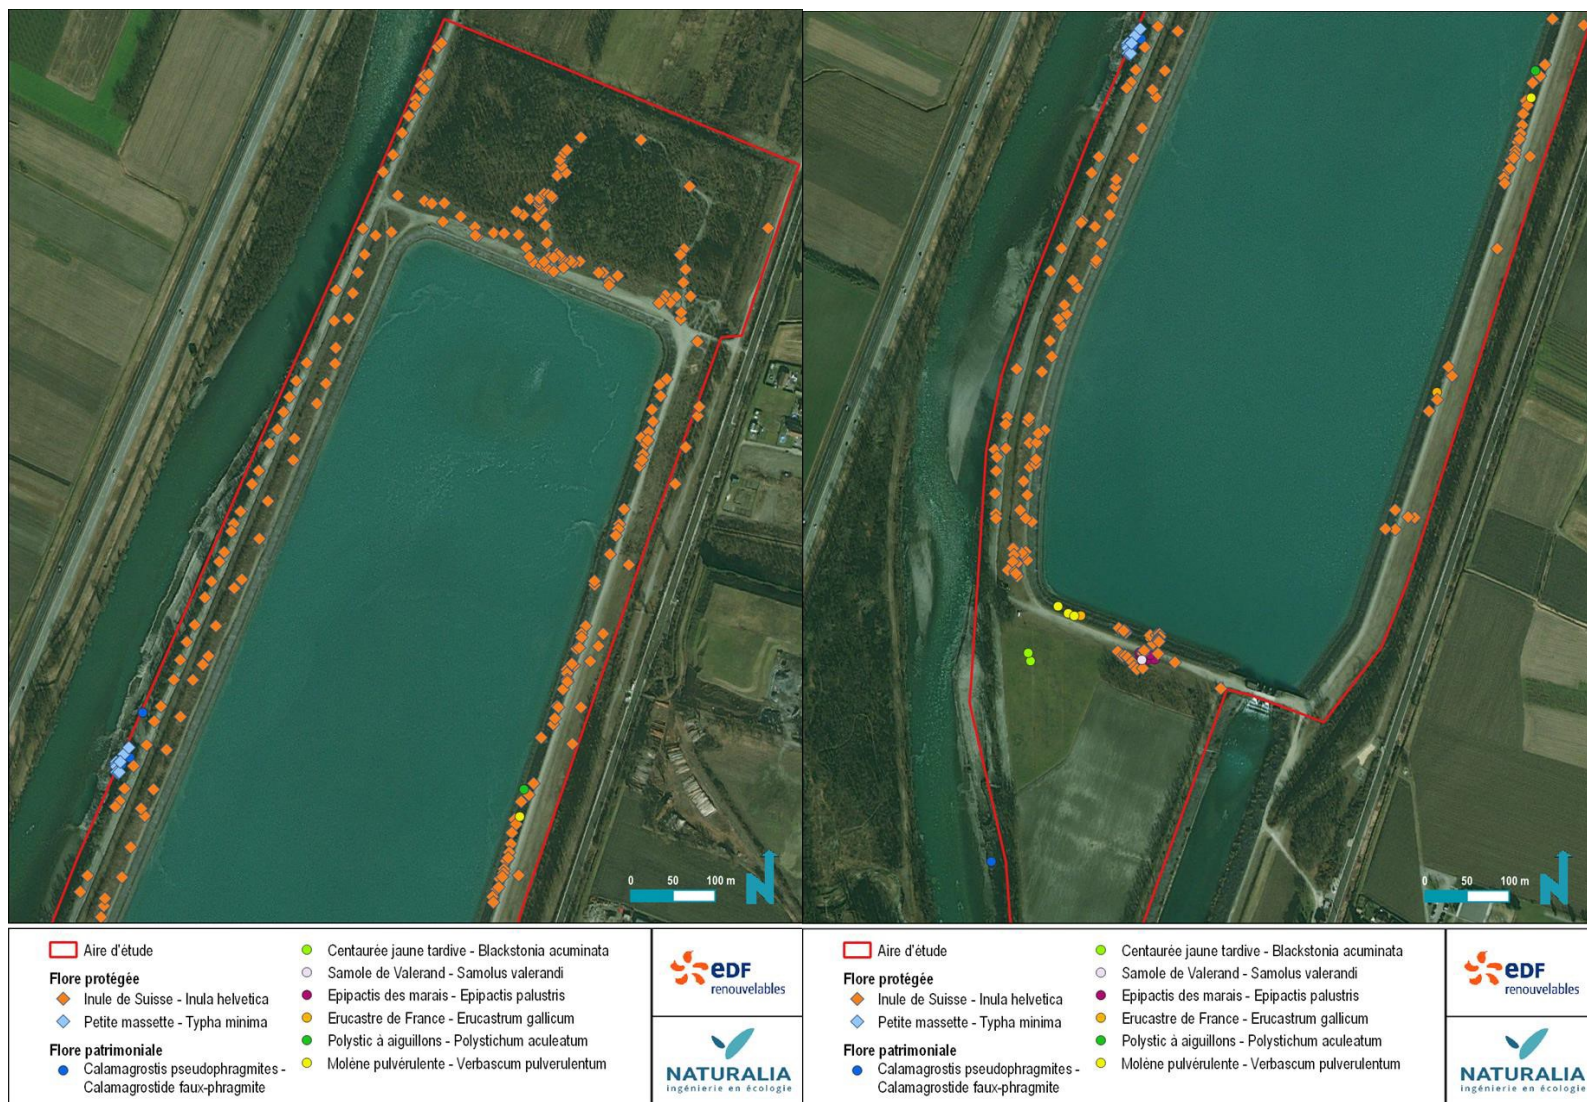 0 50 100 m
N
0 50 100 m
N
Aire d'étude
Flore protégée
Inule de Suisse - Inula helvetica
Petite massette - Typha minima
Flore patrimoniale
Calamagrostis pseudophragmites -
Calamagrostide faux-phragmite
Centaurée jaune tardive - Blackstonia acuminata
Samole de Valerand - Samolus valerandi
Epipactis des marais - Epipactis palustris
Erucastre de France - Erucastrum gallicum
Polystic à aiguillons - Polystichum aculeatum
Molène pulvérulente - Verbascum pulverulentum
eDF
renouvelables
NATURALIA
ingénierie en écologie
Aire d'étude
Flore protégée
Inule de Suisse - Inula helvetica
Petite massette - Typha minima
Flore patrimoniale
Calamagrostis pseudophragmites -
Calamagrostide faux-phragmite
Centaurée jaune tardive - Blackstonia acuminata
Samole de Valerand - Samolus valerandi
Epipactis des marais - Epipactis palustris
Erucastre de France - Erucastrum gallicum
Polystic à aiguillons - Polystichum aculeatum
Molène pulvérulente - Verbascum pulverulentum
eDF
renouvelables
NATURALIA
ingénierie en écologie